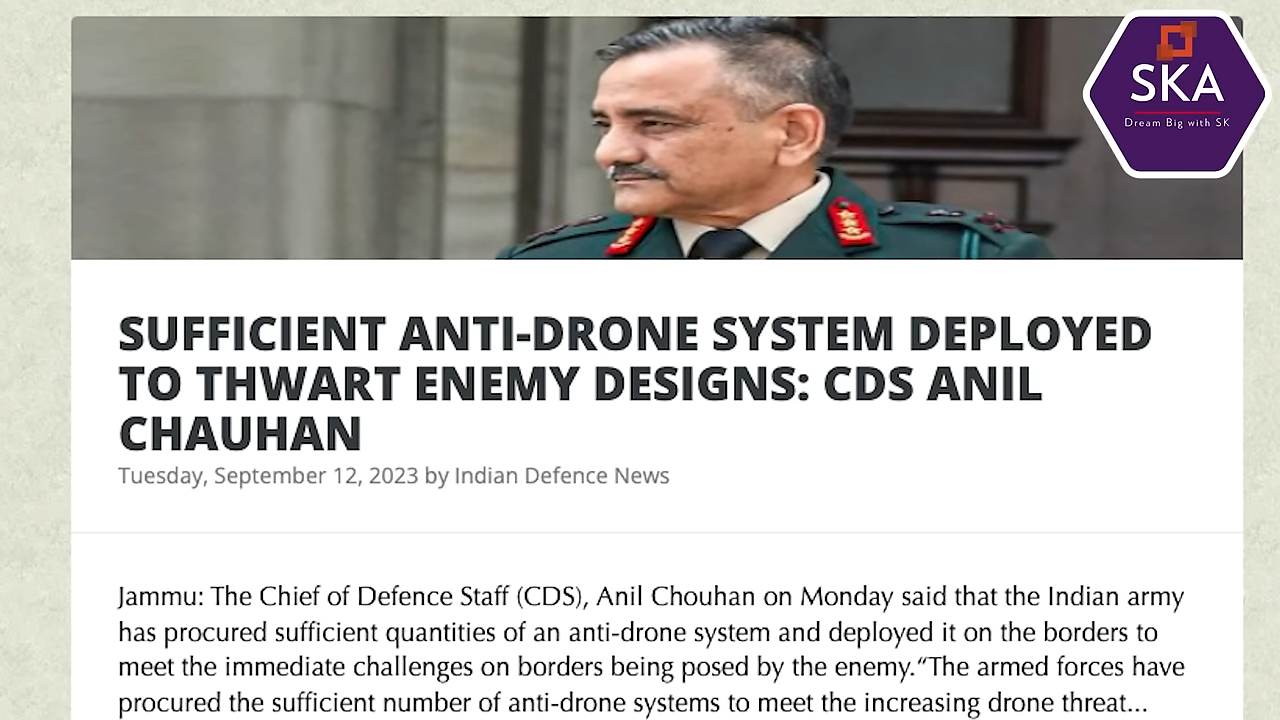 SKA
Dream Big with SK
SUFFICIENT ANTI-DRONE SYSTEM DEPLOYED
TO THWART ENEMY DESIGNS: CDS ANIL
CHAUHAN
Tuesday, September 12, 2023 by Indian Defence News
Jammu: The Chief of Defence Staff (CDS), Anil Chouhan on Monday said that the Indian army
has procured sufficient quantities of an anti-drone system and deployed it on the borders to
meet the immediate challenges on borders being posed by the enemy.“The armed forces have
procured the sufficient number of anti-drone systems to meet the increasing drone threat...